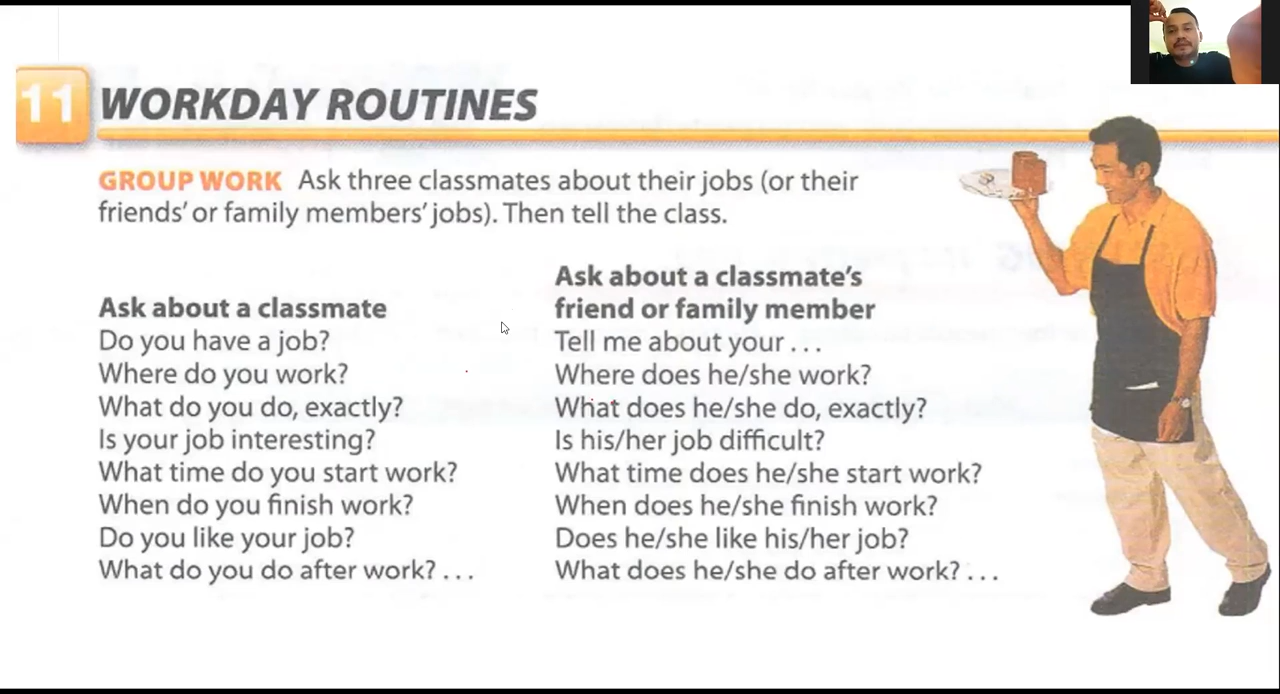 11 WORKDAY ROUTINES
GROUP WORK Ask three classmates about their jobs (or their
friends' or family members' jobs). Then tell the class.
Ask about a classmate
Do you have a job?
Where do you work?
What do you do, exactly?
Is your job interesting?
What time do you start work?
When do you finish work?
Do you like your job?
What do you do after work? ...
Ask about a classmate's
friend or family member
Tell me about your ...
Where does he/she work?
What does he/she do, exactly?
Is his/her job difficult?
What time does he/she start work?
When does he/she finish work?
Does he/she like his/her job?
What does he/she do after work? ...